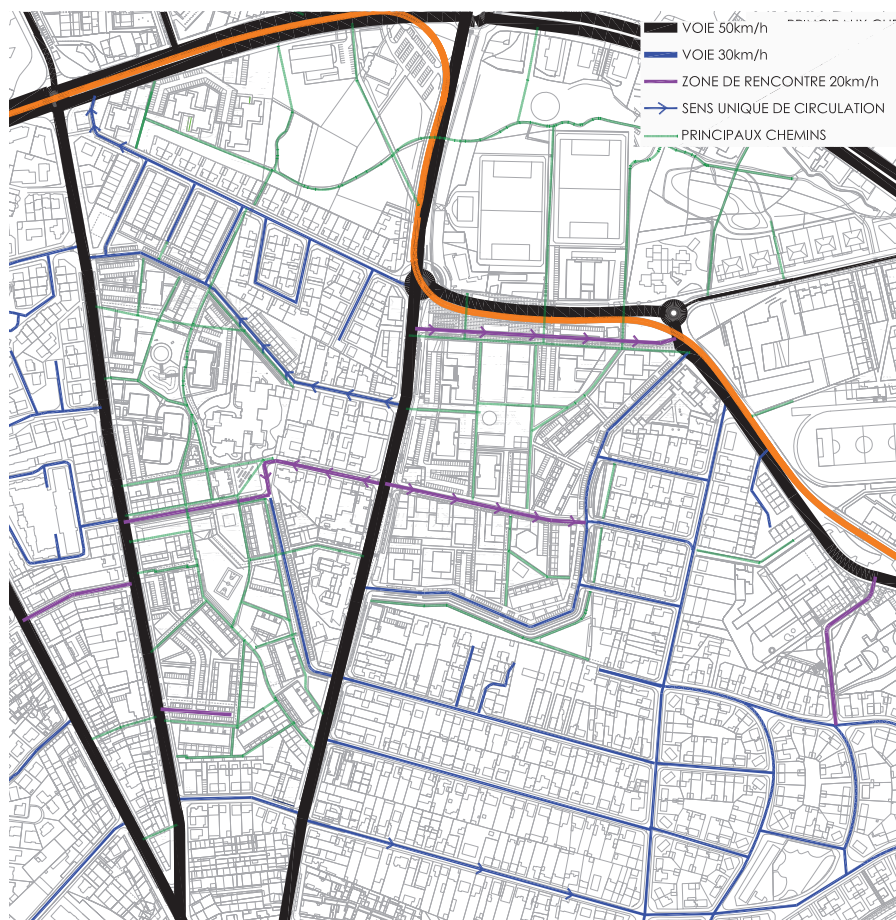 VOIE 50km/h
VOIE 30km/h
ZONE DE RENCONTRE 20km/h
SENS UNIQUE DE CIRCULATION
PRINCIPAUX CHEMINS